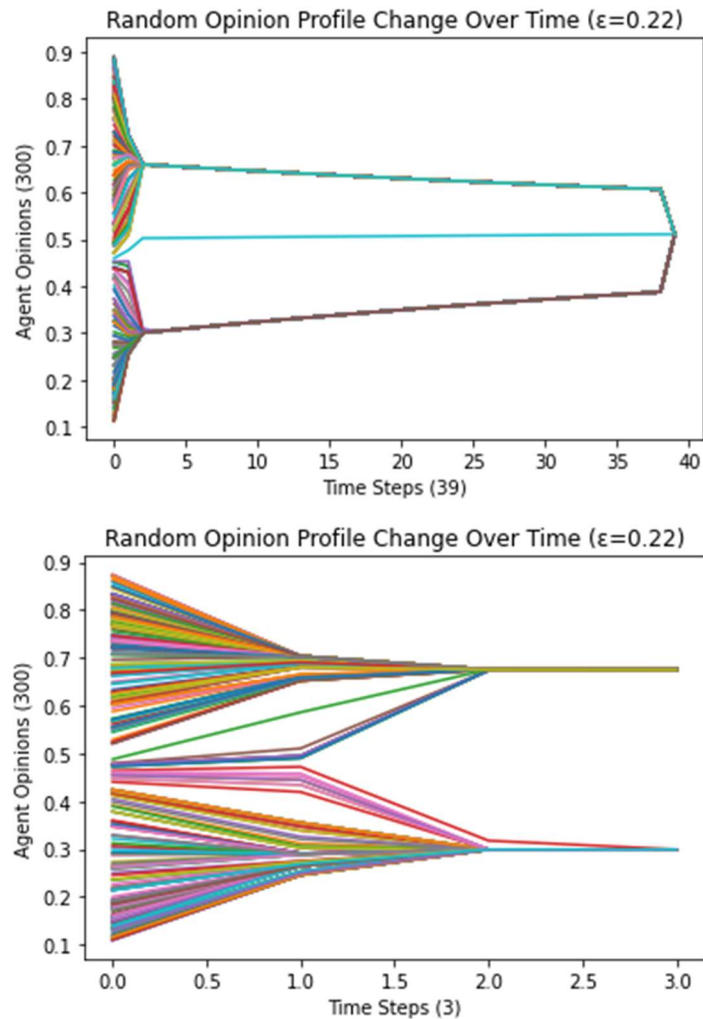 Random Opinion Profile Change Over Time (ε=0.22)
Agent Opinions (300)
0.9
0.8
0.7
0.6
0.5
0.4
0.3
0.2
0.1
0 5 10 15 20 25 30 35 40
Time Steps (39)
Random Opinion Profile Change Over Time (ε=0.22)
Agent Opinions (300)
0.9
0.8
0.7
0.6
0.5
0.4
0.3
0.2
0.1
0.0 0.5 1.0 1.5 2.0 2.5 3.0
Time Steps (3)